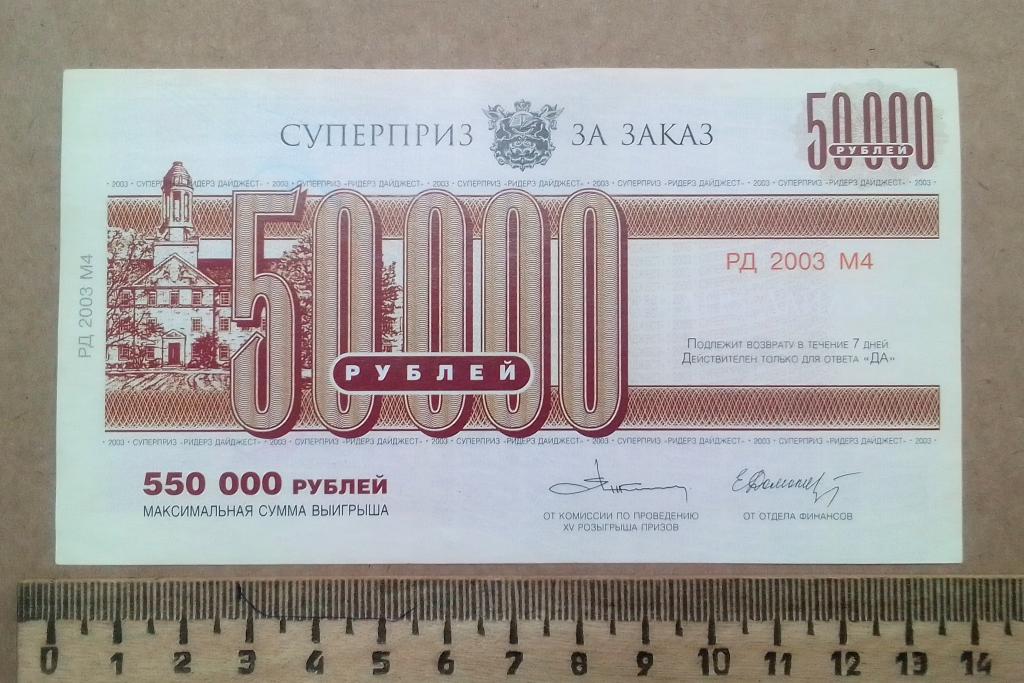 СУПЕРПРИЗ ЗА ЗАКАЗ
50 000
РУБЛЕЙ
· 2003 · СУПЕРПРИЗ «РИДЕРЗ ДАЙДЖЕСТ» · 2003 · СУПЕРПРИЗ «РИДЕРЗ ДАЙДЖЕСТ» · 2003 · СУПЕРПРИЗ «РИДЕРЗ ДАЙДЖЕСТ» · 2003 · СУПЕРПРИЗ «РИДЕРЗ ДАЙДЖЕСТ» · 2003 · СУПЕРПРИЗ «РИДЕРЗ ДАЙДЖЕСТ» · 2003 ·
РД 2003 М4
50 000
РУБЛЕЙ
РД 2003 М4
ПОДЛЕЖИТ ВОЗВРАТУ В ТЕЧЕНИЕ 7 ДНЕЙ
ДЕЙСТВИТЕЛЕН ТОЛЬКО ДЛЯ ОТВЕТА «ДА»
· 2003 · СУПЕРПРИЗ «РИДЕРЗ ДАЙДЖЕСТ» · 2003 · СУПЕРПРИЗ «РИДЕРЗ ДАЙДЖЕСТ» · 2003 · СУПЕРПРИЗ «РИДЕРЗ ДАЙДЖЕСТ» · 2003 · СУПЕРПРИЗ «РИДЕРЗ ДАЙДЖЕСТ» · 2003 · СУПЕРПРИЗ «РИДЕРЗ ДАЙДЖЕСТ» · 2003 ·
550 000 РУБЛЕЙ
МАКСИМАЛЬНАЯ СУММА ВЫИГРЫША
ОТ КОМИССИИ ПО ПРОВЕДЕНИЮ
XV РОЗЫГРЫША ПРИЗОВ
ОТ ОТДЕЛА ФИНАНСОВ
0 1 2 3 4 5 6 7 8 9 10 11 12 13 14